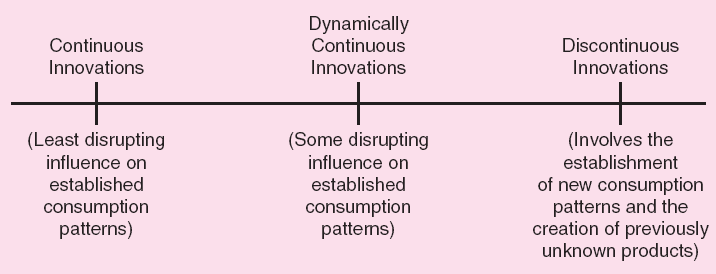 Continuous
Innovations
Dynamically
Continuous
Innovations
Discontinuous
Innovations
(Least disrupting
influence on
established
consumption
patterns)
(Some disrupting
influence on
established
consumption
patterns)
(Involves the
establishment
of new consumption
patterns and the
creation of previously
unknown products)